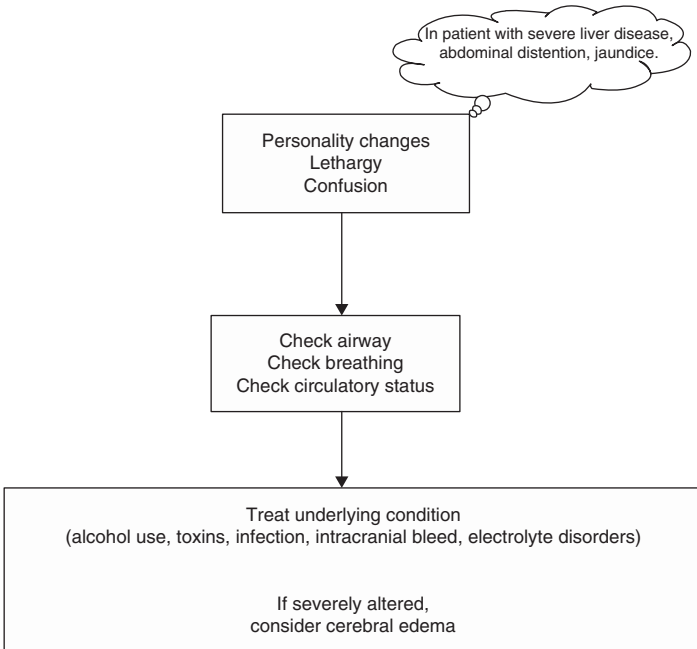 In patient with severe liver disease,
abdominal distention, jaundice.
Personality changes
Lethargy
Confusion
Check airway
Check breathing
Check circulatory status
Treat underlying condition
(alcohol use, toxins, infection, intracranial bleed, electrolyte disorders)
If severely altered,
consider cerebral edema